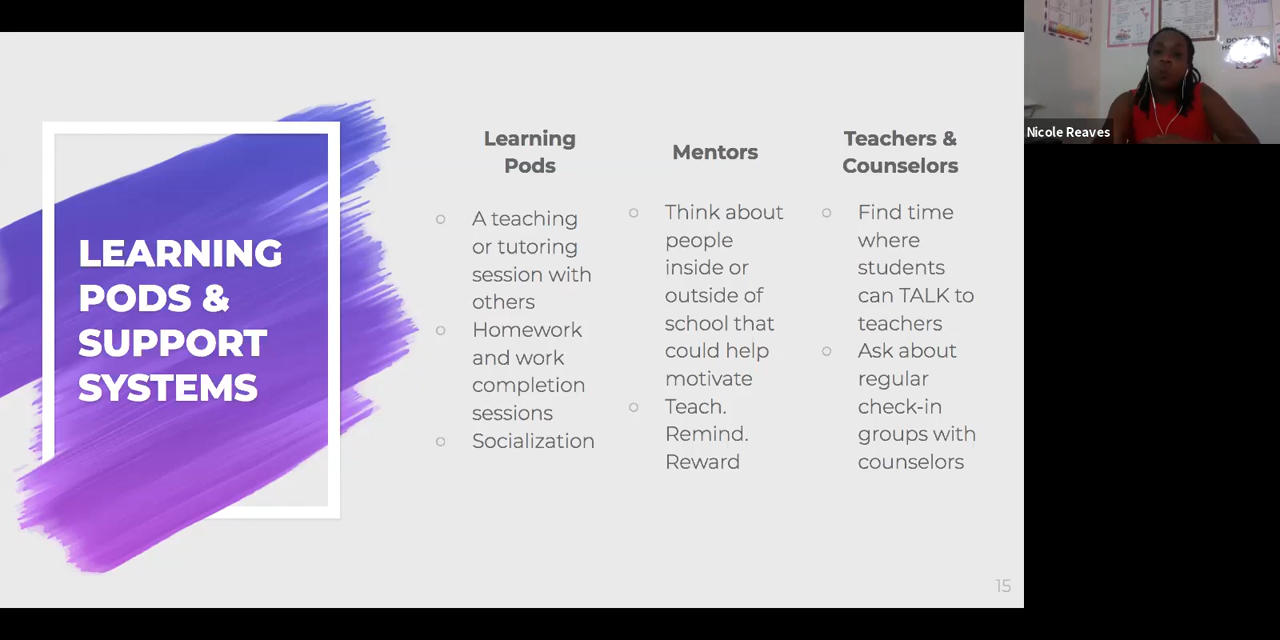 LEARNING
PODS &
SUPPORT
SYSTEMS
Learning
Pods
○ A teaching
or tutoring
session with
others
○ Homework
and work
completion
sessions
○ Socialization
Mentors
○ Think about
people
inside or
outside of
school that
could help
motivate
○ Teach.
Remind.
Reward
Teachers &
Counselors
○ Find time
where
students
can TALK to
teachers
○ Ask about
regular
check-in
groups with
counselors
15
Nicole Reaves